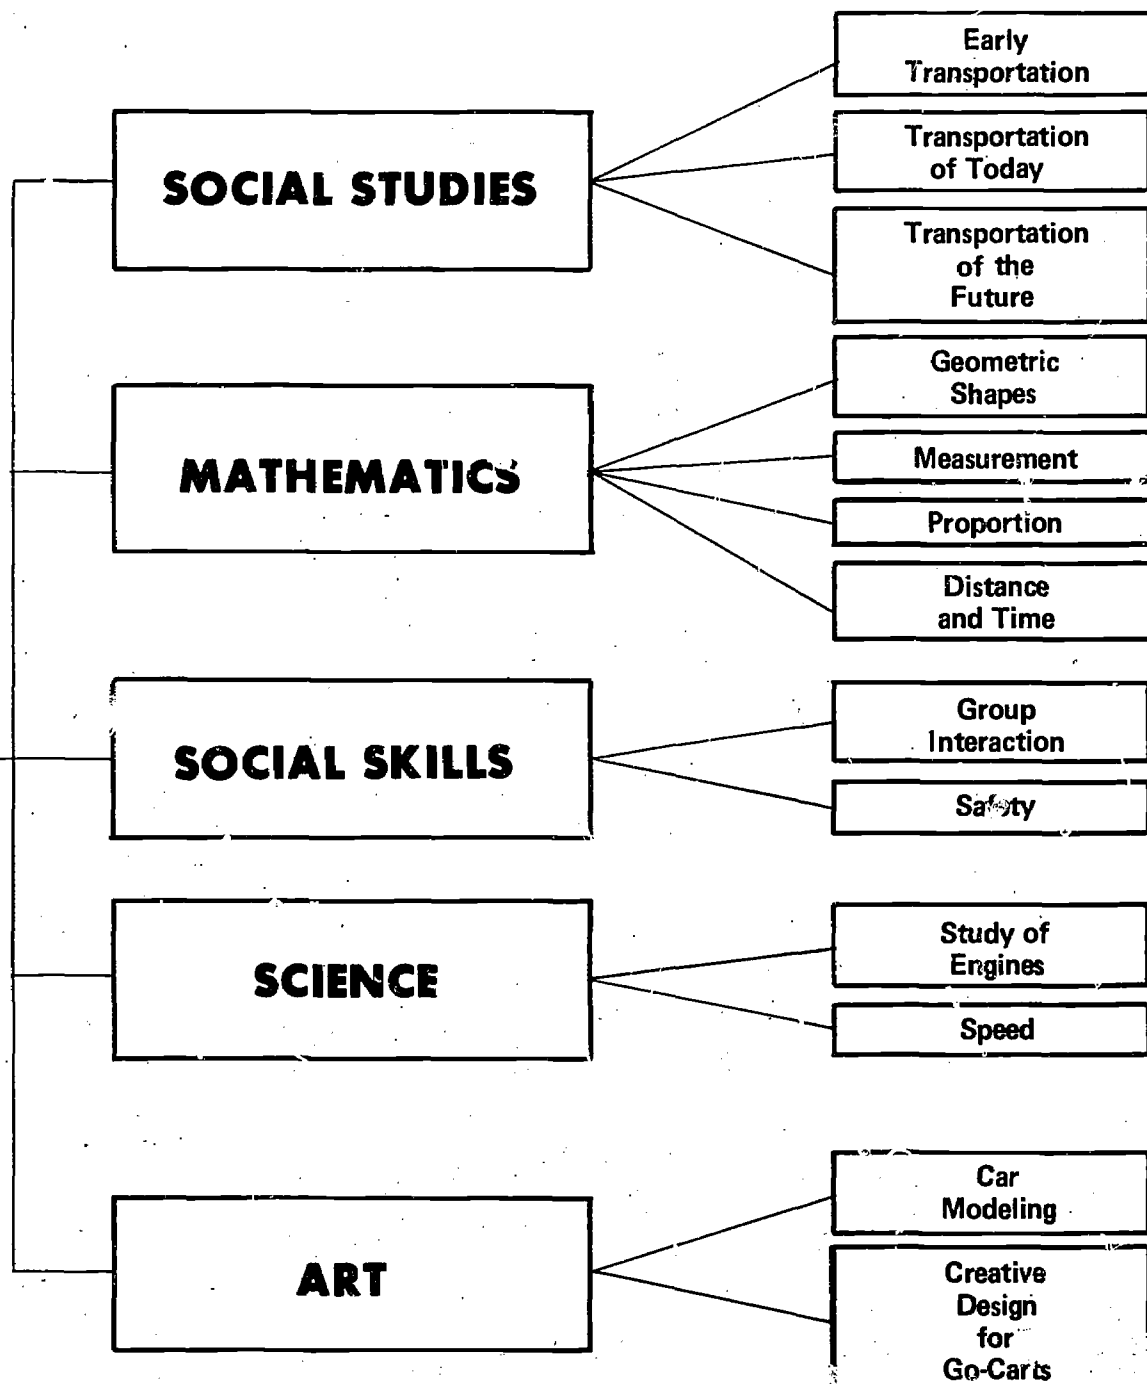 SOCIAL STUDIES
Early
Transportation
Transportation
of Today
Transportation
of the
Future
MATHEMATICS
Geometric
Shapes
Measurement
Proportion
Distance
and Time
SOCIAL SKILLS
Group
Interaction
Safety
SCIENCE
Study of
Engines
Speed
ART
Car
Modeling
Creative
Design
for
Go-Carts